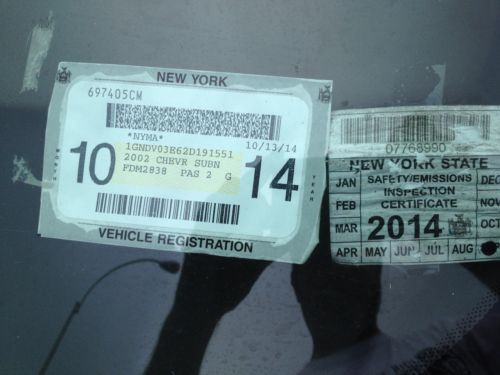 NEW YORK
697405CM
*NYMA*
10/13/14
1GNDV03E62D191551
2002 CHEVR SUBN
FDM2838 PAS 2 G
MONTH
10
14
YEAR
VEHICLE REGISTRATION
07768990
NEW YORK STATE
SAFETY/EMISSIONS
INSPECTION
CERTIFICATE
2014
JAN
FEB
MAR
APR MAY JUN JUL AUG
DEC
NOV
OCT